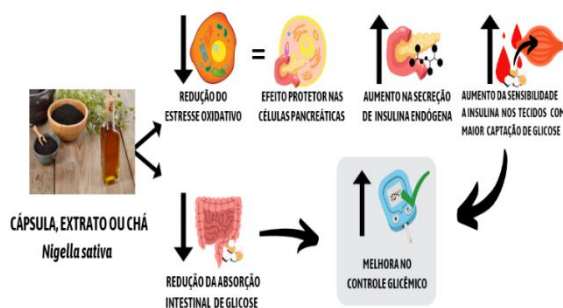 =
REDUÇÃO DO
ESTRESSE OXIDATIVO
EFEITO PROTETOR NAS
CÉLULAS PANCREÁTICAS
AUMENTO NA SECREÇÃO
DE INSULINA ENDÓGENA
AUMENTO DA SENSIBILIDADE
A INSULINA NOS TECIDOS COM
MAIOR CAPTAÇÃO DE GLICOSE
CÁPSULA, EXTRATO OU CHÁ
Nigella sativa
REDUÇÃO DA ABSORÇÃO
INTESTINAL DE GLICOSE
MELHORA NO
CONTROLE GLICÊMICO